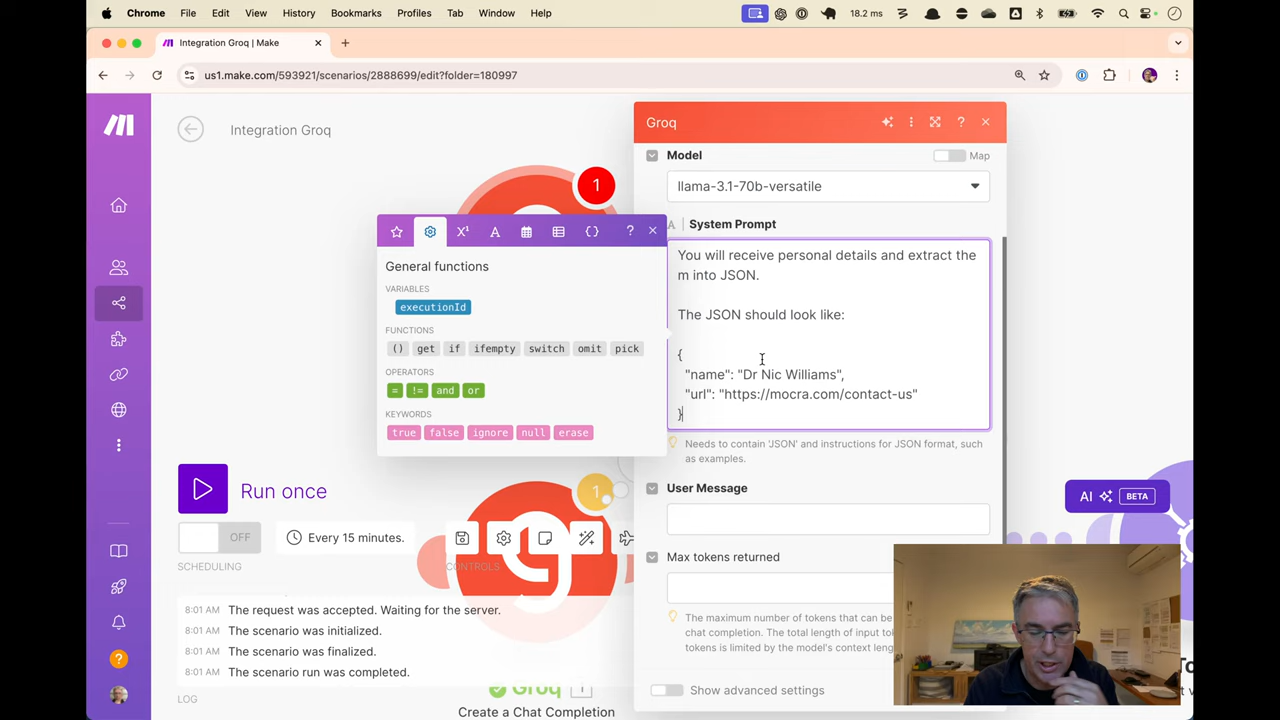 Chrome File Edit View History Bookmarks Profiles Tab Window Help 18.2 ms
Integration Groq | Make
us1.make.com/593921/scenarios/2888699/edit?folder=180997
Integration Groq
Groq
Model
Map
llama-3.1-70b-versatile
A System Prompt
You will receive personal details and extract the
m into JSON.
The JSON should look like:
{
"name": "Dr Nic Williams",
"url": "https://mocra.com/contact-us"
}
Needs to contain 'JSON' and instructions for JSON format, such
as examples.
User Message
Max tokens returned
The maximum number of tokens that can be
chat completion. The total length of input tok
tokens is limited by the model's context leng
Show advanced settings
1
General functions
VARIABLES
executionId
FUNCTIONS
() get if ifempty switch omit pick
OPERATORS
= != and or
KEYWORDS
true false ignore null erase
1
Run once
AI BETA
OFF
Every 15 minutes.
SCHEDULING
CONTROLS
8:01 AM The request was accepted. Waiting for the server.
8:01 AM The scenario was initialized.
8:01 AM The scenario was finalized.
8:01 AM The scenario run was completed.
LOG
Groq 1
Create a Chat Completion